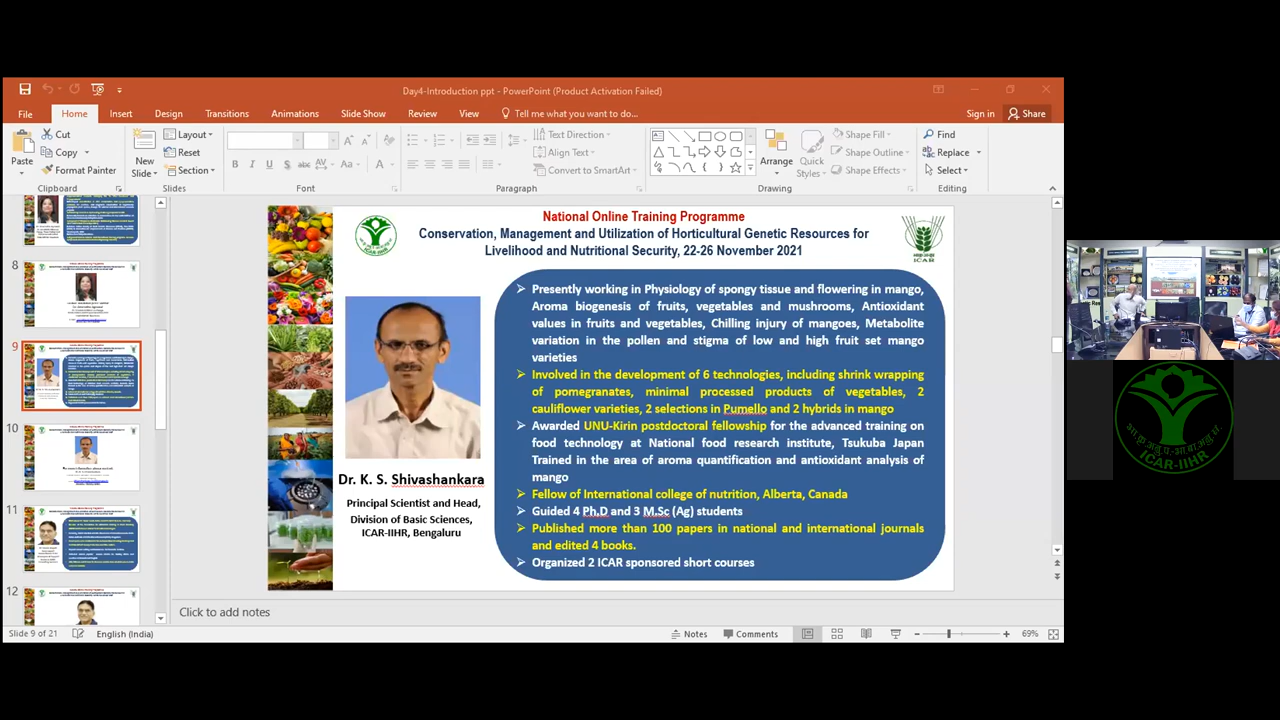 Day4-Introduction ppt - PowerPoint (Product Activation Failed)
File Home Insert Design Transitions Animations Slide Show Review View Tell me what you want to do... Sign in Share
Paste
Cut
Copy
Format Painter
Clipboard
New
Slide
Layout
Reset
Section
Slides
Font
Text Direction
Align Text
Convert to SmartArt
Paragraph
Arrange
Quick
Styles
Shape Fill
Shape Outline
Shape Effects
Drawing
Find
Replace
Select
Editing
8
9
10
11
12
National Online Training Programme
Conservation, and Utilization of Horticultural Genetic Resources for
Livelihood and Nutritional Security, 22-26 November 2021
ICAR
Dr. K. S. Shivashankara
Principal Scientist and Head,
Division of Basic Sciences,
ICAR-IIHR, Bengaluru
Presently working in Physiology of spongy tissue and flowering in mango,
biogenesis of fruits, vegetables and mushrooms, Antioxidant
values in fruits and vegetables, Chilling injury of mangoes, Metabolite
in the pollen and stigma of low and high fruit set mango
varieties
in the development of 6 technologies, individual shrink wrapping
of pomegranates, minimal processed products of vegetables, 2
cauliflower varieties, 2 selections in Pumello and 2 hybrids in mango
UNU-Kirin postdoctoral fellowship for the advanced training on
food technology at National food research institute, Tsukuba Japan
Trained in the area of aroma quantification and antioxidant analysis of
mango
Fellow of International college of nutrition, Alberta, Canada
Guided 4 Ph.D and 3 M.Sc (Ag) students
Published more than 100 papers in national and international journals
and edited 4 books.
Organized 2 ICAR sponsored short courses
Click to add notes
Slide 9 of 21 English (India) Notes Comments 69%
ICAR-IIHR